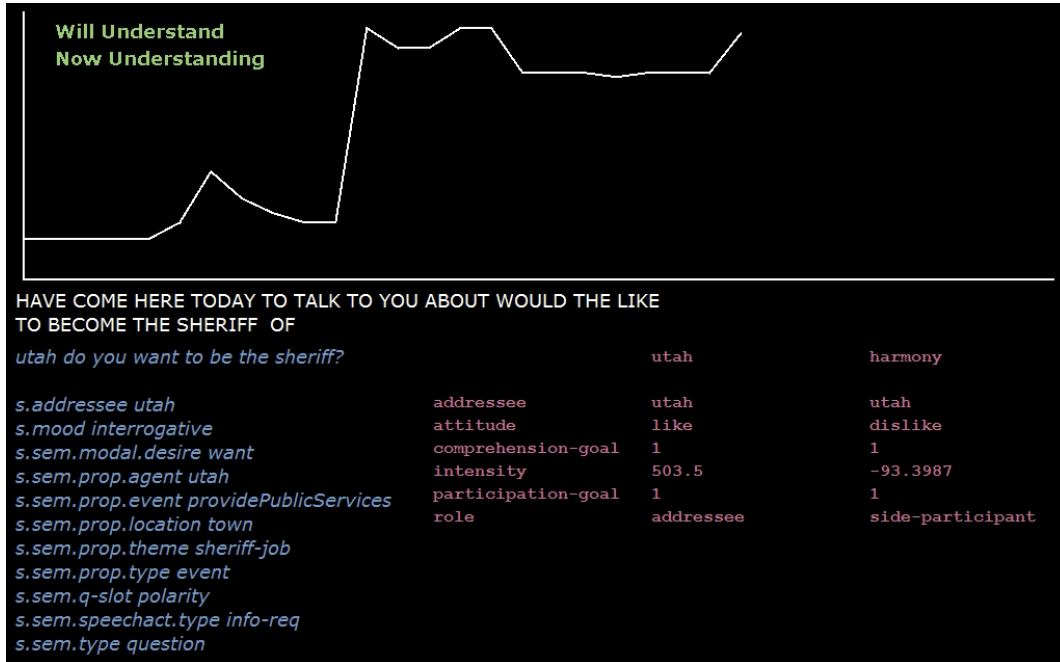 Will Understand
Now Understanding
HAVE COME HERE TODAY TO TALK TO YOU ABOUT WOULD THE LIKE
TO BECOME THE SHERIFF OF
utah do you want to be the sheriff? utah harmony
s.addressee utah addressee utah utah
s.mood interrogative attitude like dislike
s.sem.modal.desire want comprehension-goal 1 1
s.sem.prop.agent utah intensity 503.5 -93.3987
s.sem.prop.event providePublicServices participation-goal 1 1
s.sem.prop.location town role addressee side-participant
s.sem.prop.theme sheriff-job
s.sem.prop.type event
s.sem.q-slot polarity
s.sem.speechact.type info-req
s.sem.type question